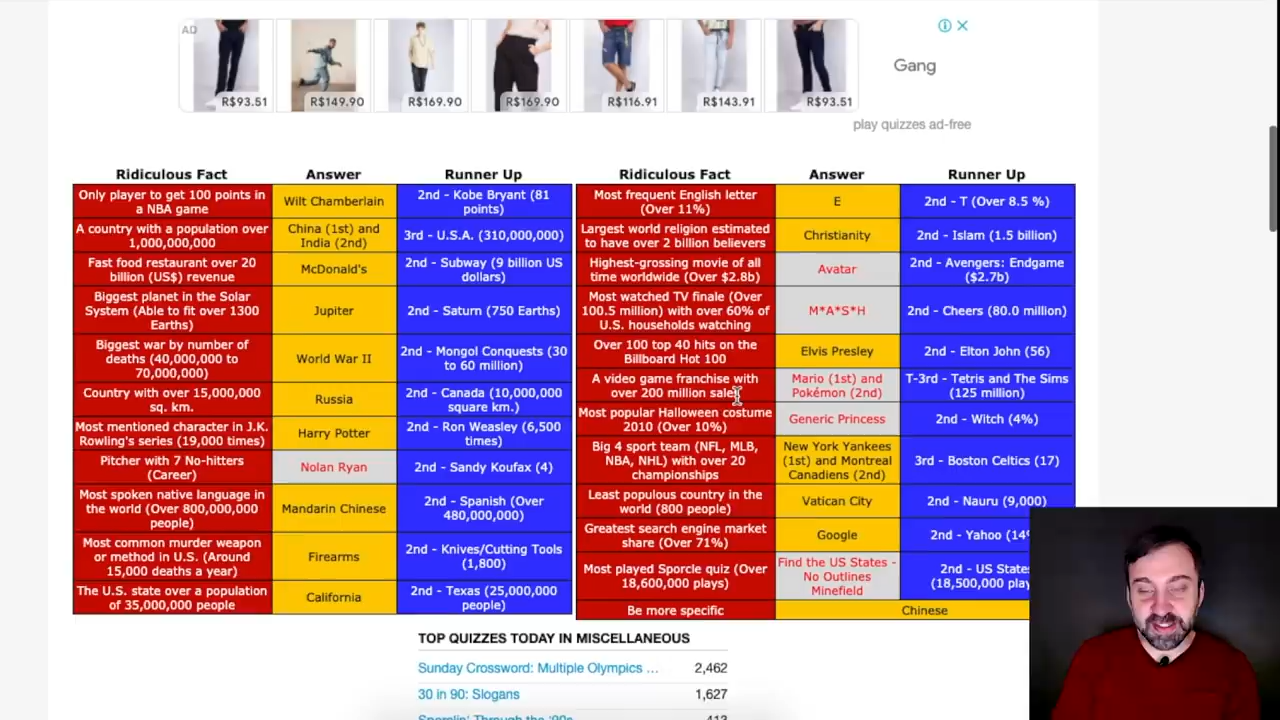 AD
R$93.51
R$149.90
R$169.90
R$169.90
R$116.91
R$143.91
R$93.51
Gang
play quizzes ad-free
Ridiculous Fact
Answer
Runner Up
Only player to get 100 points in
a NBA game
Wilt Chamberlain
2nd - Kobe Bryant (81
points)
A country with a population over
1,000,000,000
China (1st) and
India (2nd)
3rd - U.S.A. (310,000,000)
Fast food restaurant over 20
billion (US$) revenue
McDonald's
2nd - Subway (9 billion US
dollars)
Biggest planet in the Solar
System (Able to fit over 1300
Earths)
Jupiter
2nd - Saturn (750 Earths)
Biggest war by number of
deaths (40,000,000 to
70,000,000)
World War II
2nd - Mongol Conquests (30
to 60 million)
Country with over 15,000,000
sq. km.
Russia
2nd - Canada (10,000,000
square km.)
Most mentioned character in J.K.
Rowling's series (19,000 times)
Harry Potter
2nd - Ron Weasley (6,500
times)
Pitcher with 7 No-hitters
(Career)
Nolan Ryan
2nd - Sandy Koufax (4)
Most spoken native language in
the world (Over 800,000,000
people)
Mandarin Chinese
2nd - Spanish (Over
480,000,000)
Most common murder weapon
or method in U.S. (Around
15,000 deaths a year)
Firearms
2nd - Knives/Cutting Tools
(1,800)
The U.S. state over a population
of 35,000,000 people
California
2nd - Texas (25,000,000
people)
Ridiculous Fact
Answer
Runner Up
Most frequent English letter
(Over 11%)
E
2nd - T (Over 8.5 %)
Largest world religion estimated
to have over 2 billion believers
Christianity
2nd - Islam (1.5 billion)
Highest-grossing movie of all
time worldwide (Over $2.8b)
Avatar
2nd - Avengers: Endgame
($2.7b)
Most watched TV finale (Over
100.5 million) with over 60% of
U.S. households watching
M*A*S*H
2nd - Cheers (80.0 million)
Over 100 top 40 hits on the
Billboard Hot 100
Elvis Presley
2nd - Elton John (56)
A video game franchise with
over 200 million sales
Mario (1st) and
Pokémon (2nd)
T-3rd - Tetris and The Sims
(125 million)
Most popular Halloween costume
2010 (Over 10%)
Generic Princess
2nd - Witch (4%)
Big 4 sport team (NFL, MLB,
NBA, NHL) with over 20
championships
New York Yankees
(1st) and Montreal
Canadiens (2nd)
3rd - Boston Celtics (17)
Least populous country in the
world (800 people)
Vatican City
2nd - Nauru (9,000)
Greatest search engine market
share (Over 71%)
Google
2nd - Yahoo (14
Most played Sporcle quiz (Over
18,600,000 plays)
Find the US States -
No Outlines
Minefield
2nd - US States
(18,500,000 play
Be more specific
Chinese
TOP QUIZZES TODAY IN MISCELLANEOUS
Sunday Crossword: Multiple Olympics ...
2,462
30 in 90: Slogans
1,627